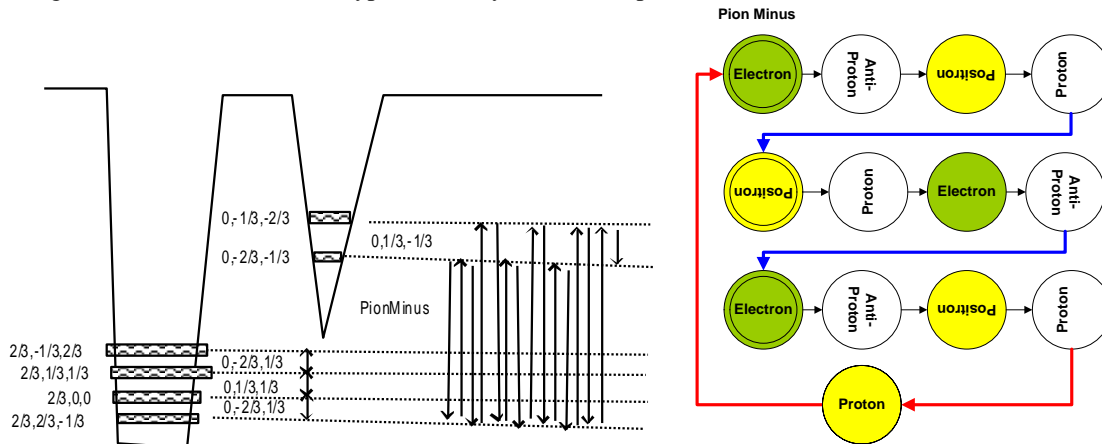 0,-1/3,-2/3
0,1/3,-1/3
0,-2/3,-1/3
PionMinus
2/3,-1/3,2/3
0,-2/3,1/3
2/3,1/3,1/3
0,1/3,1/3
2/3,0,0
0,-2/3,1/3
2/3,2/3,-1/3
Pion Minus
Electron
Anti-
Proton
Positron
Proton
Positron
Proton
Electron
Anti-
Proton
Electron
Anti-
Proton
Positron
Proton
Proton